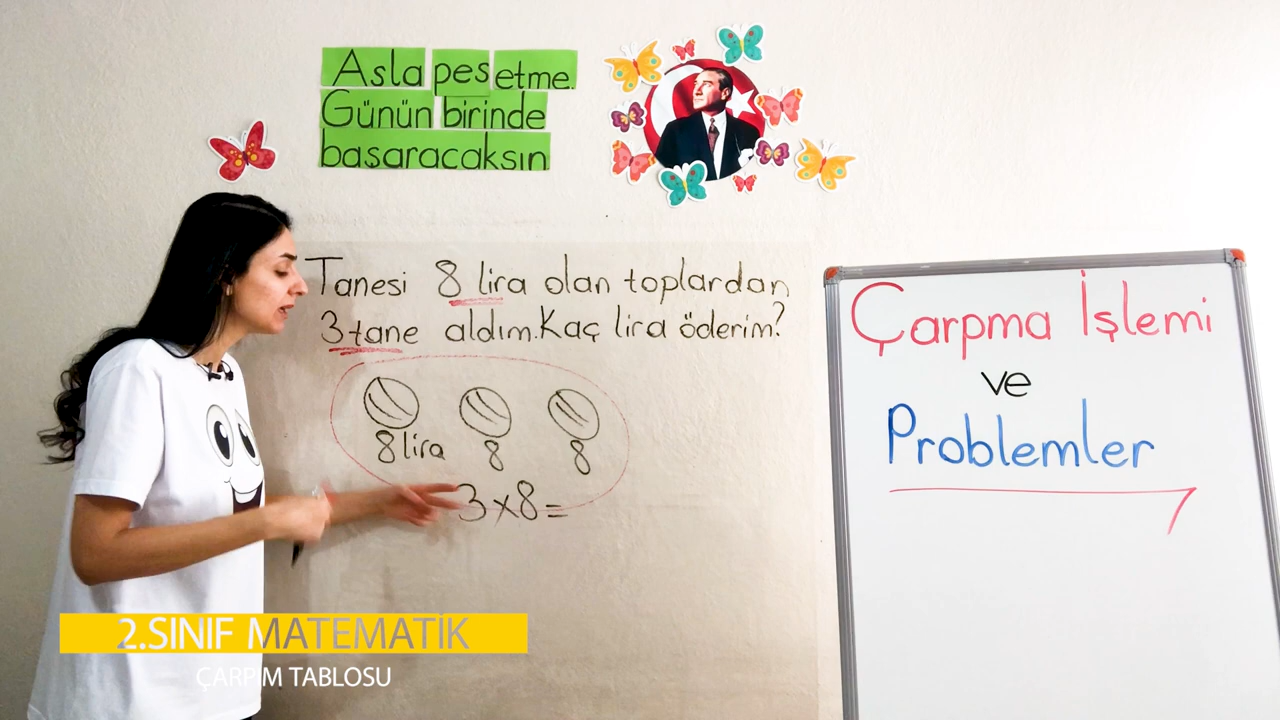 Asla pes etme.
Günün birinde
basaracaksın
Tanesi 8 lira olan toplardan
3 tane aldım. Kaç lira öderim?
8 lira 8 8
3x8=
Çarpma İşlemi
ve
Problemler
2.SINIF MATEMATİK
ÇARPIM TABLOSU